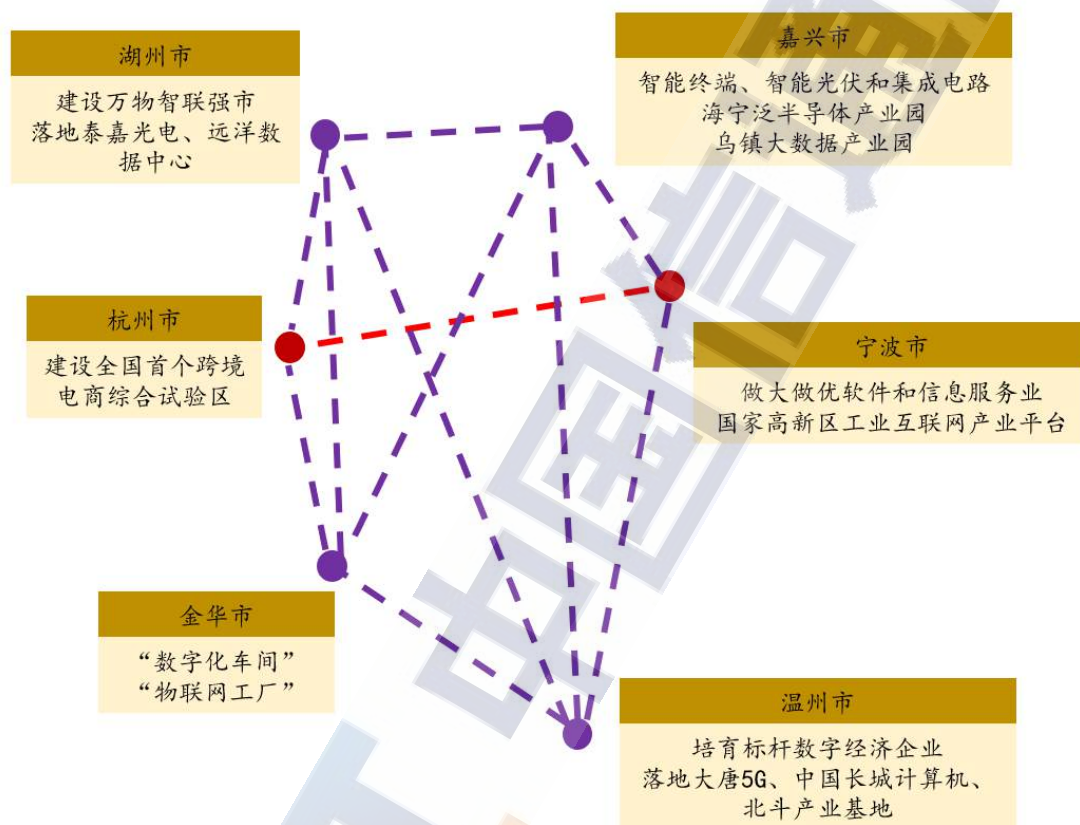 湖州市
建设万物智联强市
落地泰嘉光电、远洋数
据中心
嘉兴市
智能终端、智能光伏和集成电路
海宁泛半导体产业园
乌镇大数据产业园
杭州市
建设全国首个跨境
电商综合试验区
宁波市
做大做优软件和信息服务业
国家高新区工业互联网产业平台
金华市
“数字化车间”
“物联网工厂”
温州市
培育标杆数字经济企业
落地大唐5G、中国长城计算机、
北斗产业基地
中国信通